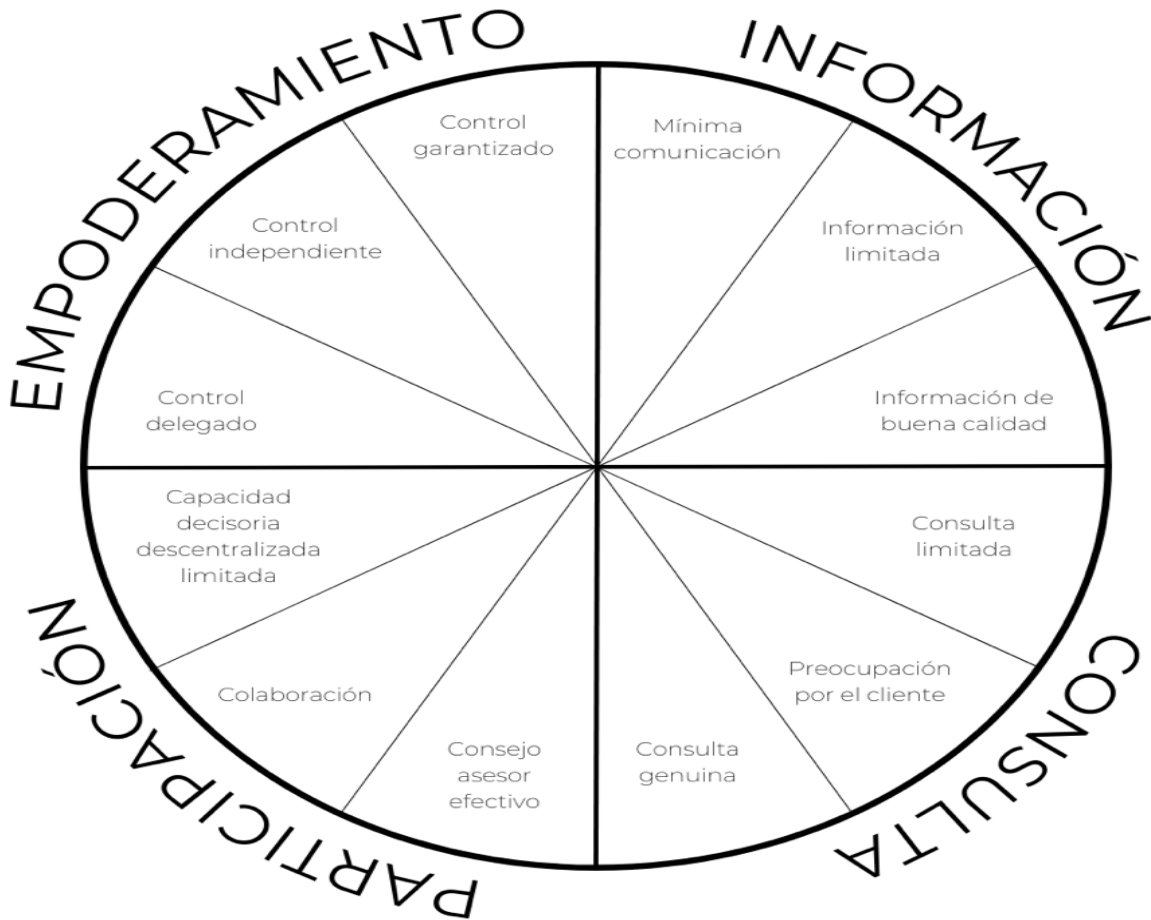 EMPODERAMIENTO
INFORMACIÓN
Control
garantizado
Mínima
comunicación
Control
independiente
Información
limitada
Control
delegado
Información de
buena calidad
Capacidad
decisoria
descentralizada
limitada
Consulta
limitada
Colaboración
Preocupación
por el cliente
Consejo
asesor
efectivo
Consulta
genuina
PARTICIPACIÓN
CONSULTA